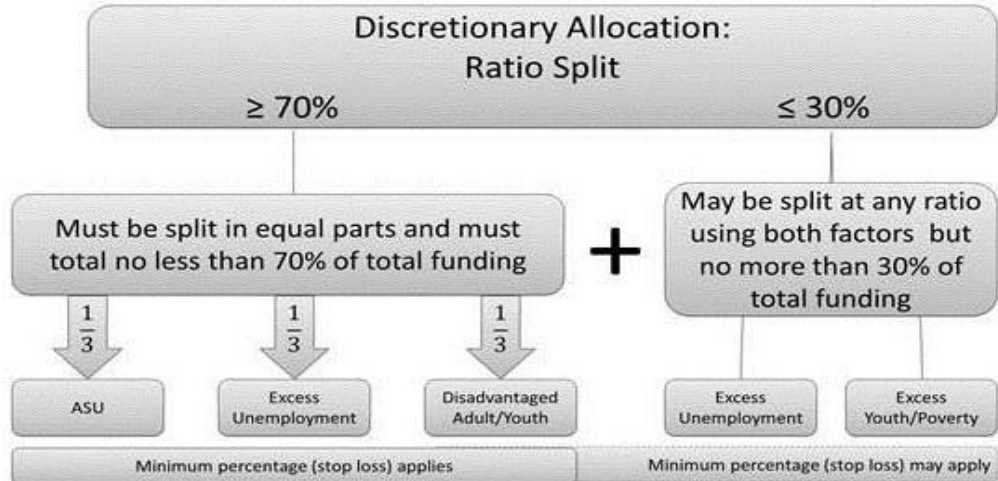 Discretionary Allocation:
Ratio Split
≥ 70%
≤ 30%
Must be split in equal parts and must
total no less than 70% of total funding
+
May be split at any ratio
using both factors but
no more than 30% of
total funding
1/3
1/3
1/3
ASU
Excess
Unemployment
Disadvantaged
Adult/Youth
Excess
Unemployment
Excess
Youth/Poverty
Minimum percentage (stop loss) applies
Minimum percentage (stop loss) may apply